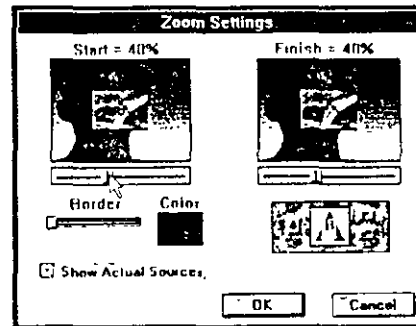 Zoom Settings
Start = 40% Finish = 40%
Border Color
Show Actual Sources
OK Cancel